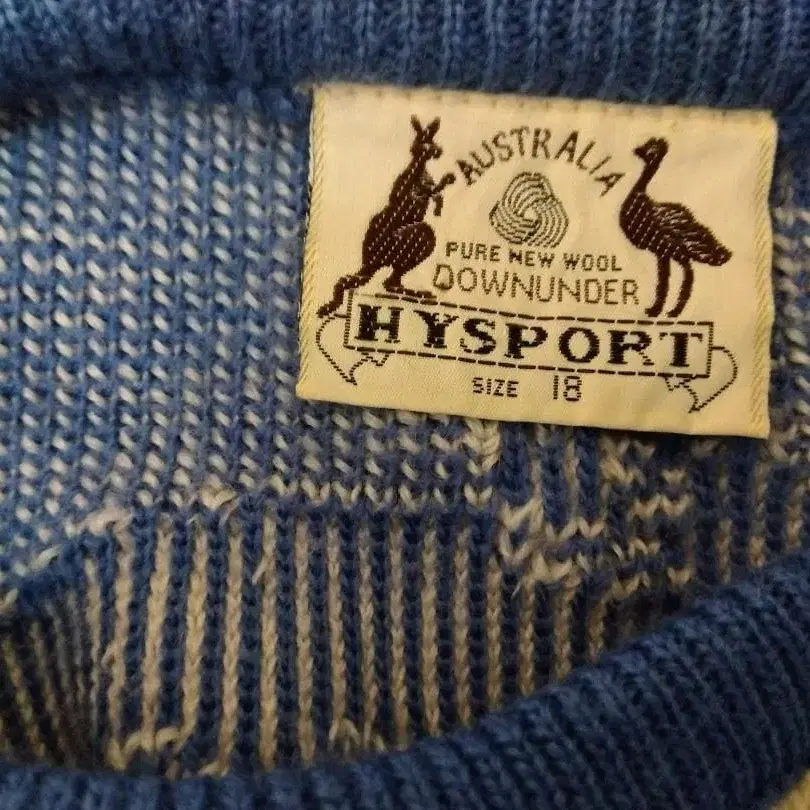 AUSTRALIA
PURE NEW WOOL
DOWNUNDER
HYSPORT
SIZE 18